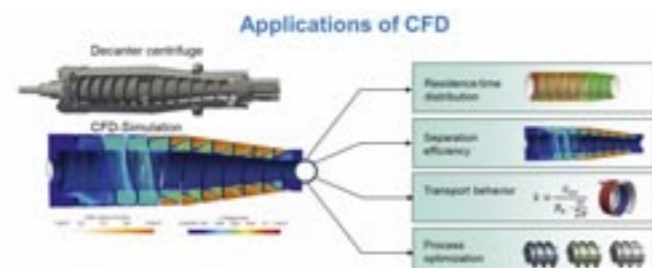 Applications of CFD
Decanter centrifuge
CFD-Simulation
Residence time
distribution
Separation
efficiency
Transport behavior
Process
optimization